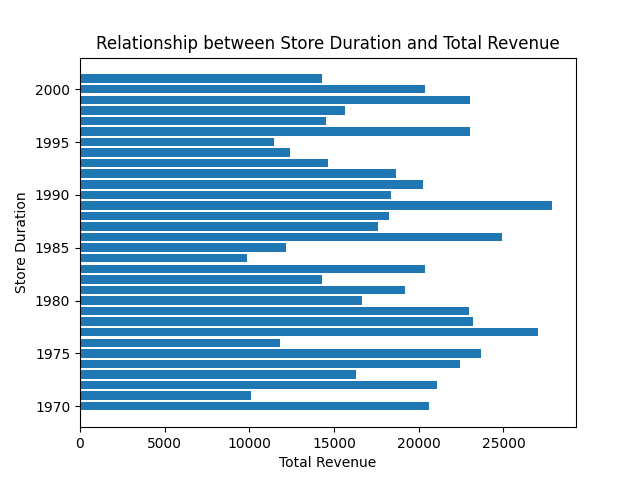 Relationship between Store Duration and Total Revenue
Store Duration
2000
1995
1990
1985
1980
1975
1970
0 5000 10000 15000 20000 25000
Total Revenue